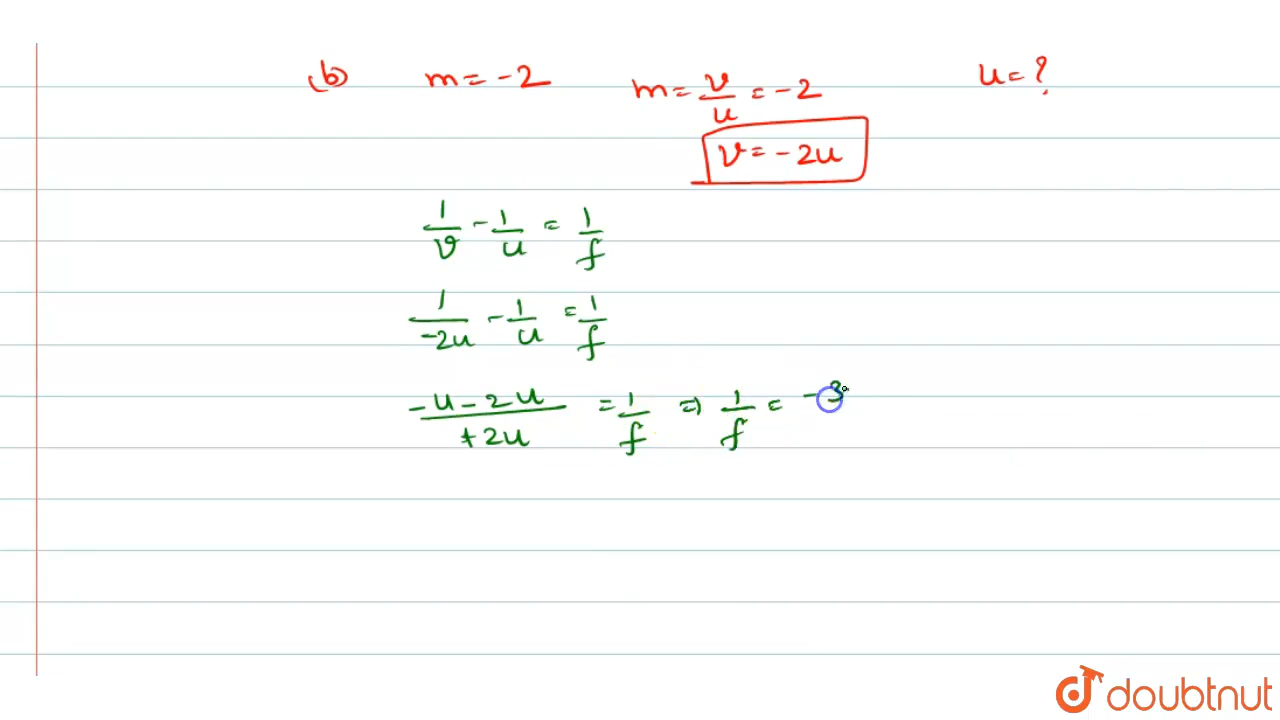 (b) m = -2 m = v/u = -2 u = ?
v = -2u
1/v - 1/u = 1/f
1/-2u - 1/u = 1/f
-u - 2u / +2u = 1/f ⇒ 1/f = -3
doubtnut